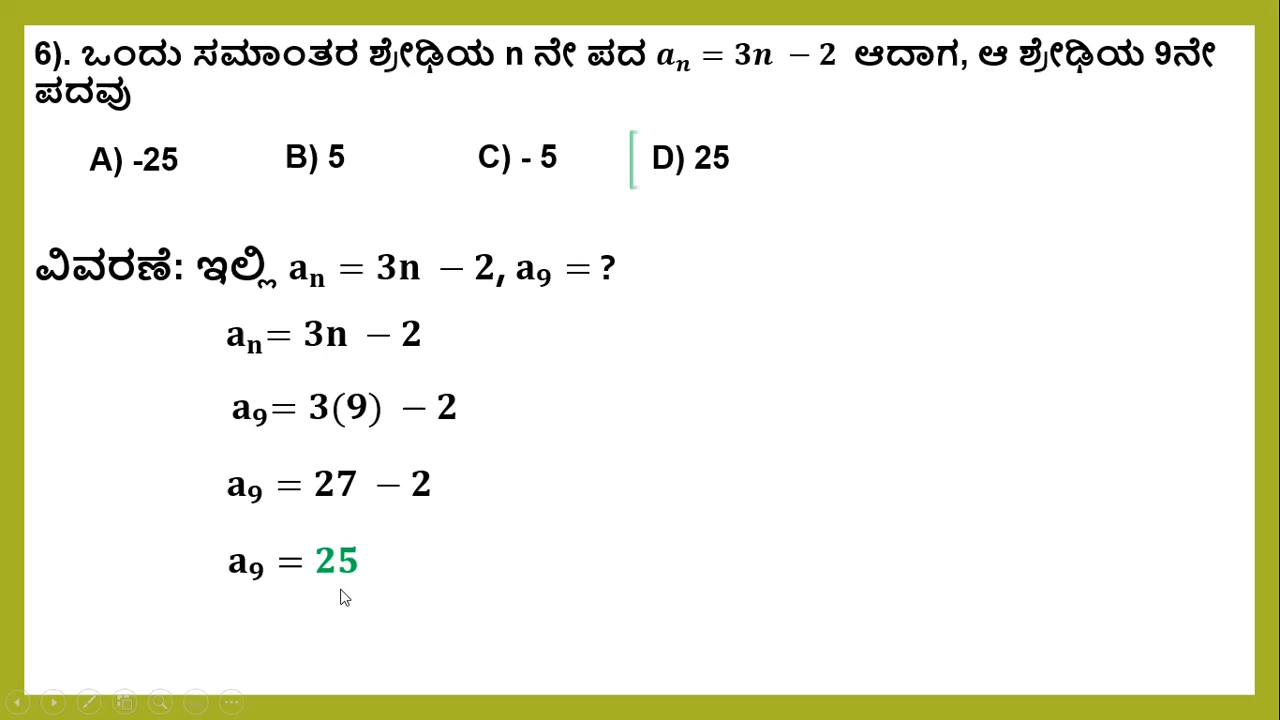 6). ಒಂದು ಸಮಾಂತರ ಶ್ರೇಢಿಯ n ನೇ ಪದ aₙ = 3n − 2 ಆದಾಗ, ಆ ಶ್ರೇಢಿಯ 9ನೇ
ಪದವು
A) -25 B) 5 C) - 5 D) 25
ವಿವರಣೆ: ಇಲ್ಲಿ aₙ = 3n − 2, a₉ = ?
aₙ= 3n − 2
a₉= 3(9) − 2
a₉ = 27 − 2
a₉ = 25